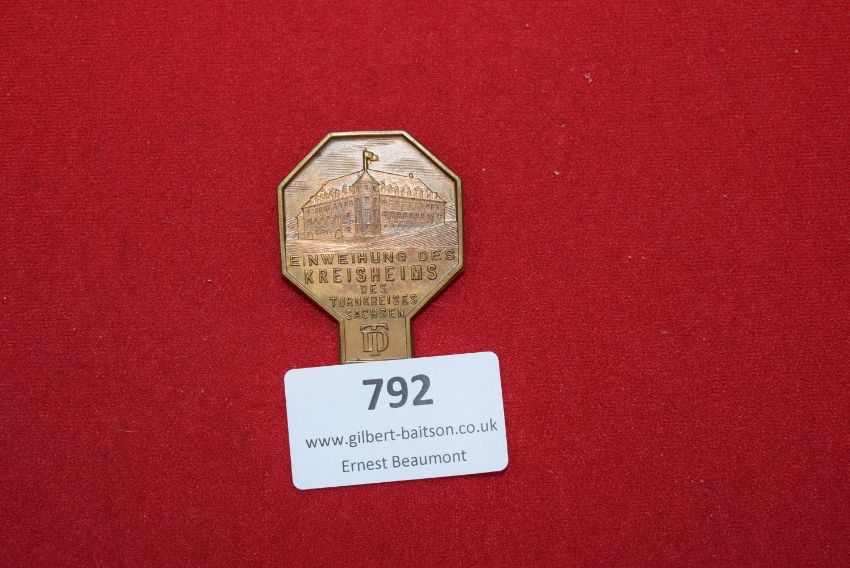 EINWEIHUNG DES
KREISHEIMS
DES
TURNKREISES
SACHSEN
DT
792
www.gilbert-baitson.co.uk
Ernest Beaumont